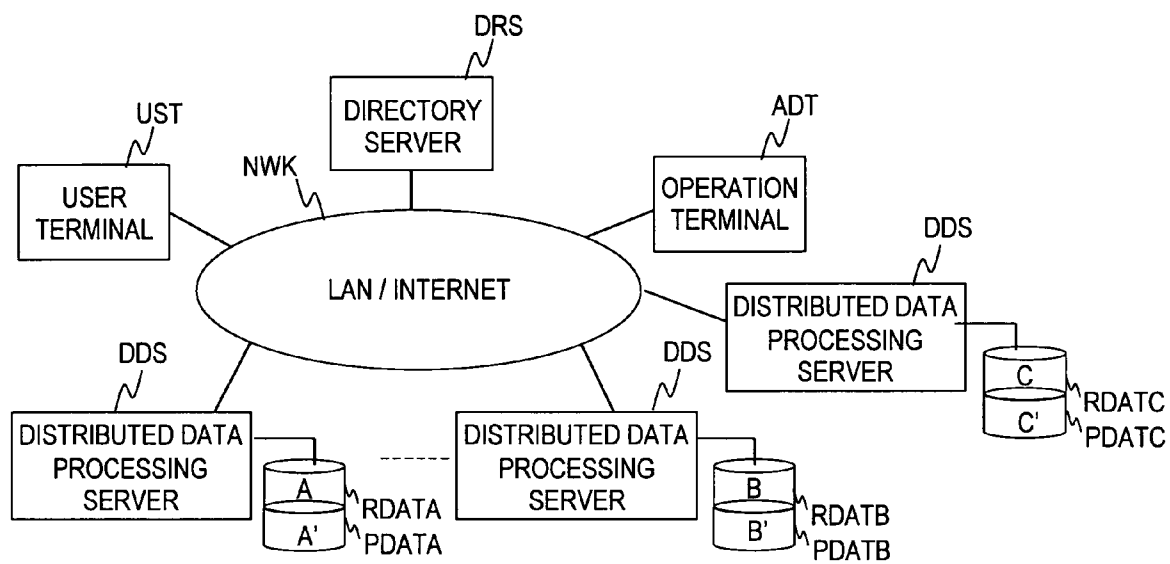 DRS
DIRECTORY
SERVER
UST
USER
TERMINAL
NWK
ADT
OPERATION
TERMINAL
LAN / INTERNET
DDS
DISTRIBUTED DATA
PROCESSING
SERVER
C
C'
RDATC
PDATC
DDS
DISTRIBUTED DATA
PROCESSING
SERVER
A
A'
RDATA
PDATA
DDS
DISTRIBUTED DATA
PROCESSING
SERVER
B
B'
RDATB
PDATB